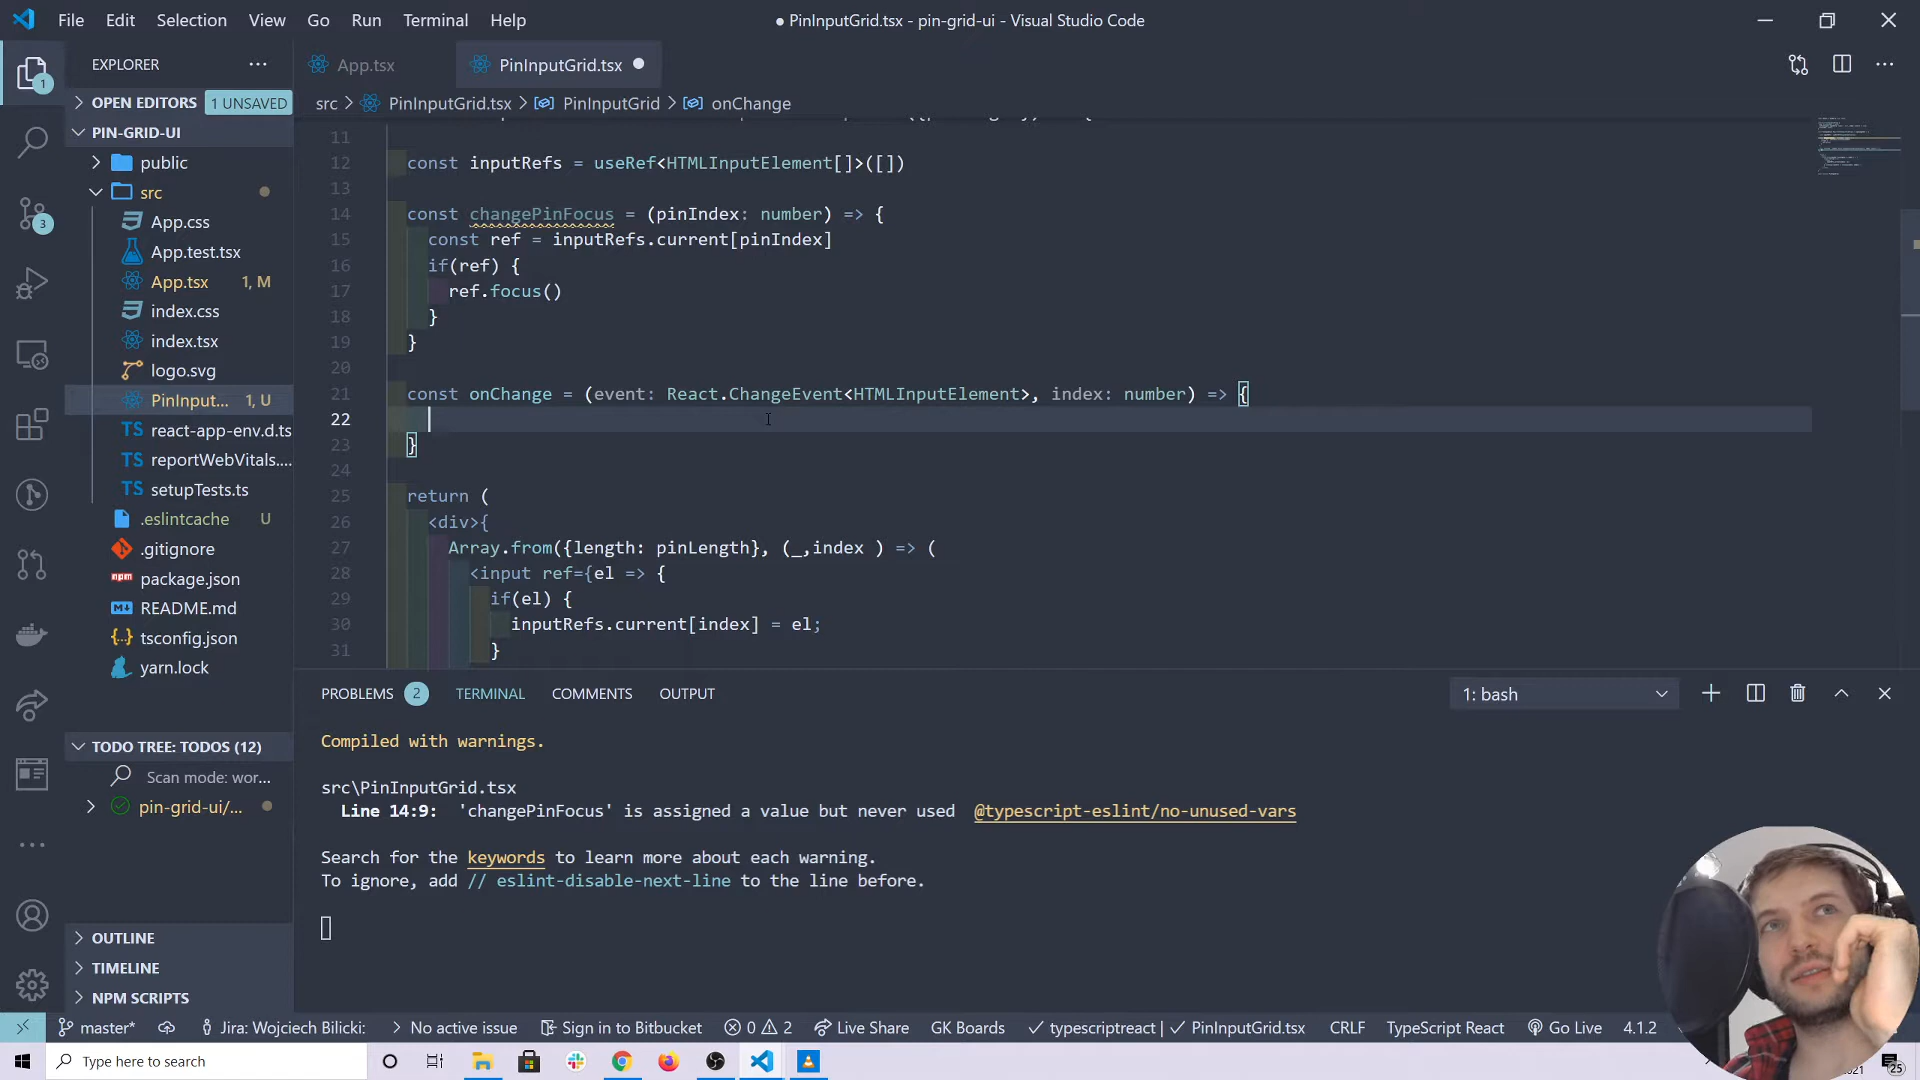 File Edit Selection View Go Run Terminal Help
● PinInputGrid.tsx - pin-grid-ui - Visual Studio Code
EXPLORER
App.tsx
PinInputGrid.tsx
OPEN EDITORS 1 UNSAVED
src > PinInputGrid.tsx > PinInputGrid > onChange
PIN-GRID-UI
public
src
App.css
App.test.tsx
App.tsx 1, M
index.css
index.tsx
logo.svg
PinInput... 1, U
react-app-env.d.ts
reportWebVitals....
setupTests.ts
.eslintcache U
.gitignore
package.json
README.md
tsconfig.json
yarn.lock
TODO TREE: TODOS (12)
Scan mode: wor...
pin-grid-ui/...
OUTLINE
TIMELINE
NPM SCRIPTS
1
3
11
12 const inputRefs = useRef<HTMLInputElement[]>([])
13
14 const changePinFocus = (pinIndex: number) => {
15 const ref = inputRefs.current[pinIndex]
16 if(ref) {
17 ref.focus()
18 }
19 }
20
21 const onChange = (event: React.ChangeEvent<HTMLInputElement>, index: number) => {
22
23 }
24
25 return (
26 <div>{
27 Array.from({length: pinLength}, (_,index ) => (
28 <input ref={el => {
29 if(el) {
30 inputRefs.current[index] = el;
31 }
PROBLEMS 2 TERMINAL COMMENTS OUTPUT
1: bash
Compiled with warnings.
src\PinInputGrid.tsx
Line 14:9: 'changePinFocus' is assigned a value but never used @typescript-eslint/no-unused-vars
Search for the keywords to learn more about each warning.
To ignore, add // eslint-disable-next-line to the line before.
master* Jira: Wojciech Bilicki: > No active issue Sign in to Bitbucket 0 2 Live Share GK Boards ✓ typescriptreact | ✓ PinInputGrid.tsx CRLF TypeScript React Go Live 4.1.2
Type here to search
25